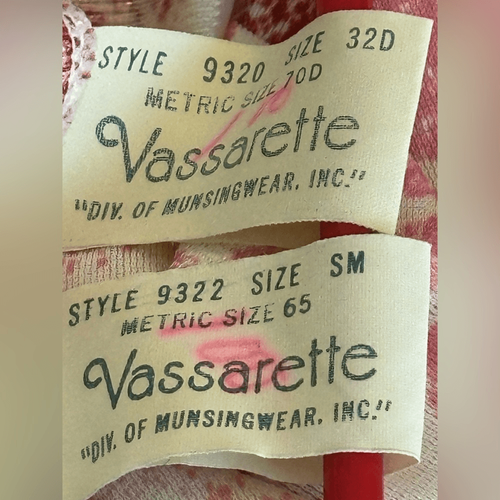 STYLE 9320 SIZE 32D
METRIC SIZE 70D
Vassarette
"DIV. OF MUNSINGWEAR, INC."
STYLE 9322 SIZE SM
METRIC SIZE 65
Vassarette
"DIV. OF MUNSINGWEAR, INC."